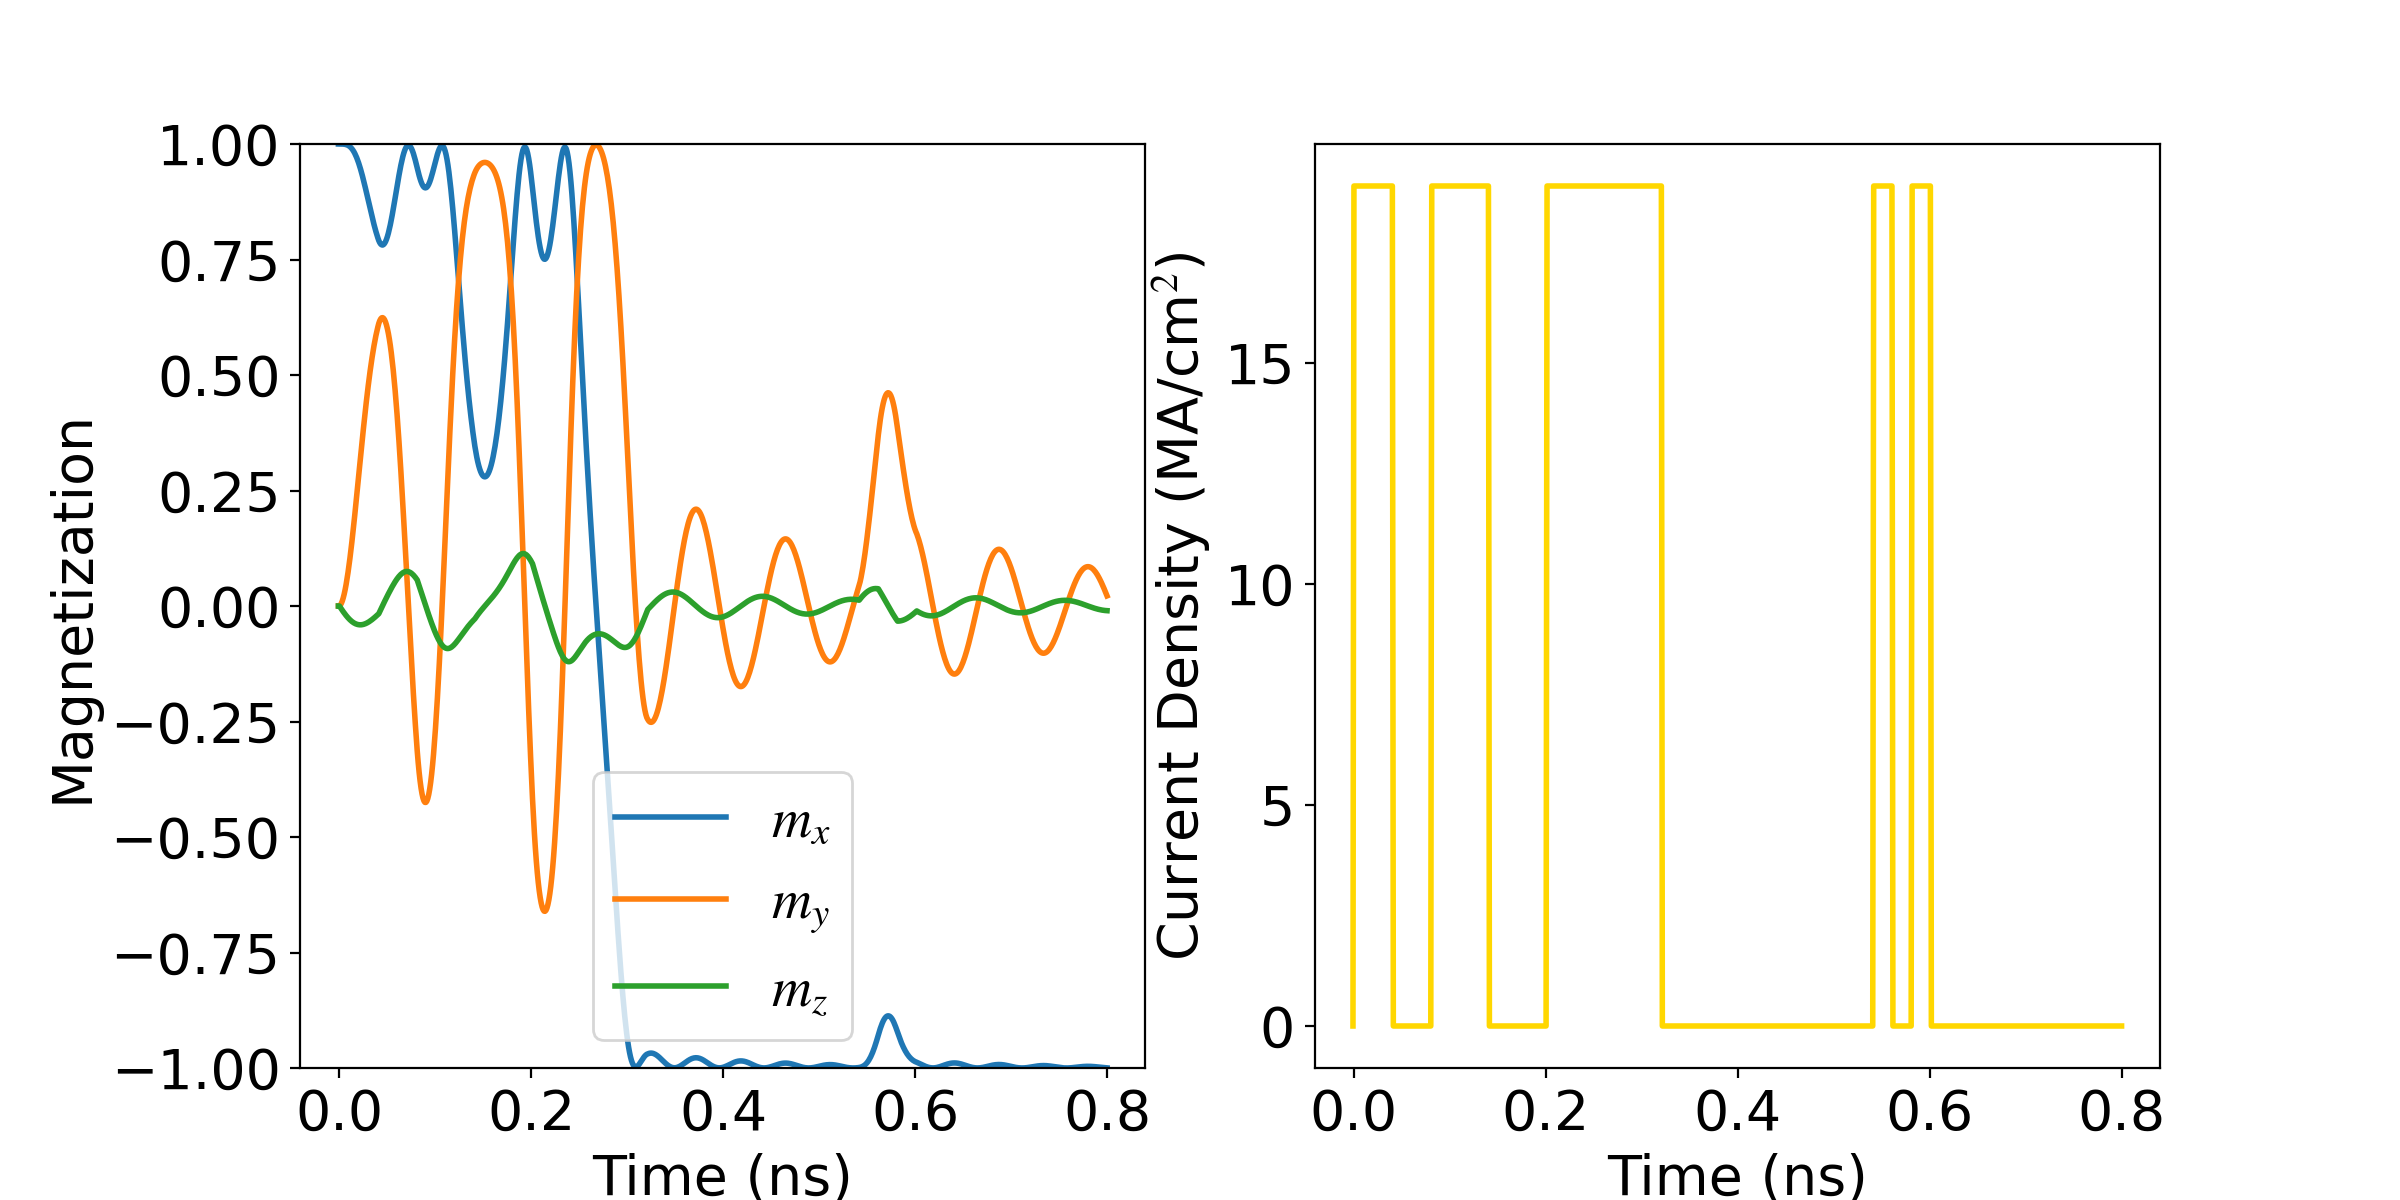 Magnetization
1.00
0.75
0.50
0.25
0.00
−0.25
−0.50
−0.75
−1.00
0.0 0.2 0.4 0.6 0.8
Time (ns)
m_x
m_y
m_z
Current Density (MA/cm²)
15
10
5
0
0.0 0.2 0.4 0.6 0.8
Time (ns)